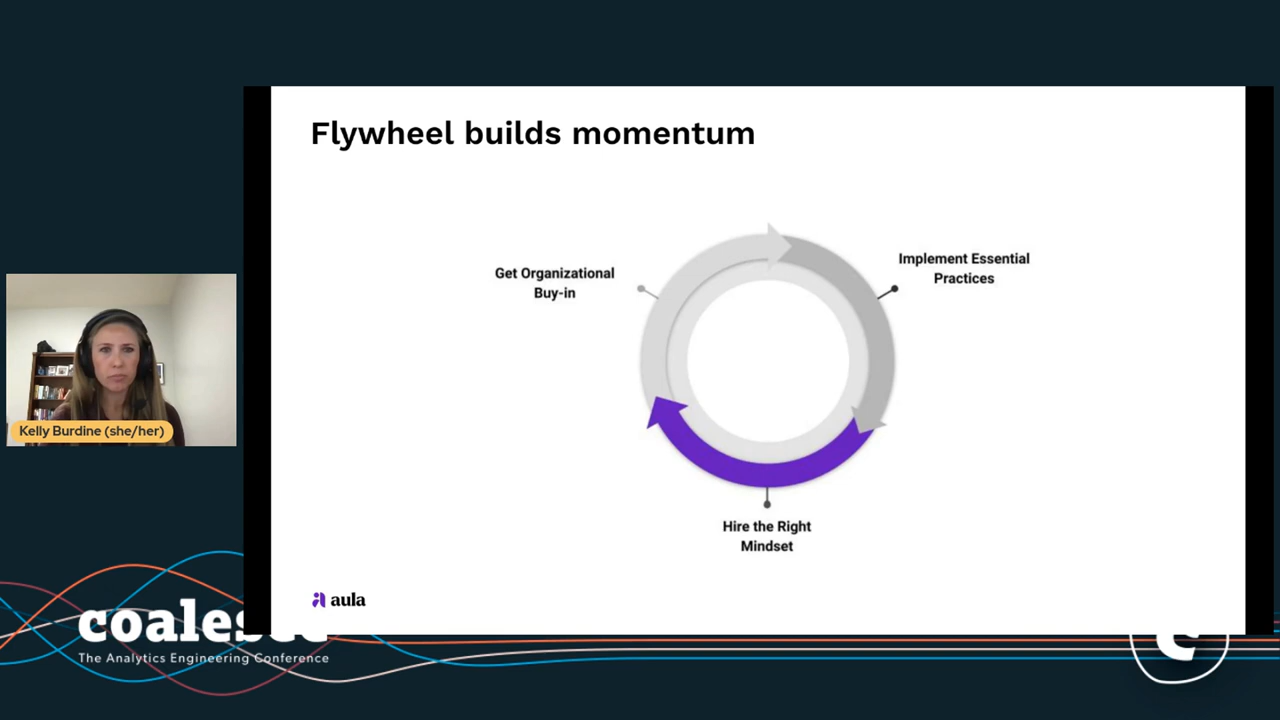 Flywheel builds momentum
Get Organizational
Buy-in
Implement Essential
Practices
Hire the Right
Mindset
aula
Kelly Burdine (she/her)
coalesce
The Analytics Engineering Conference